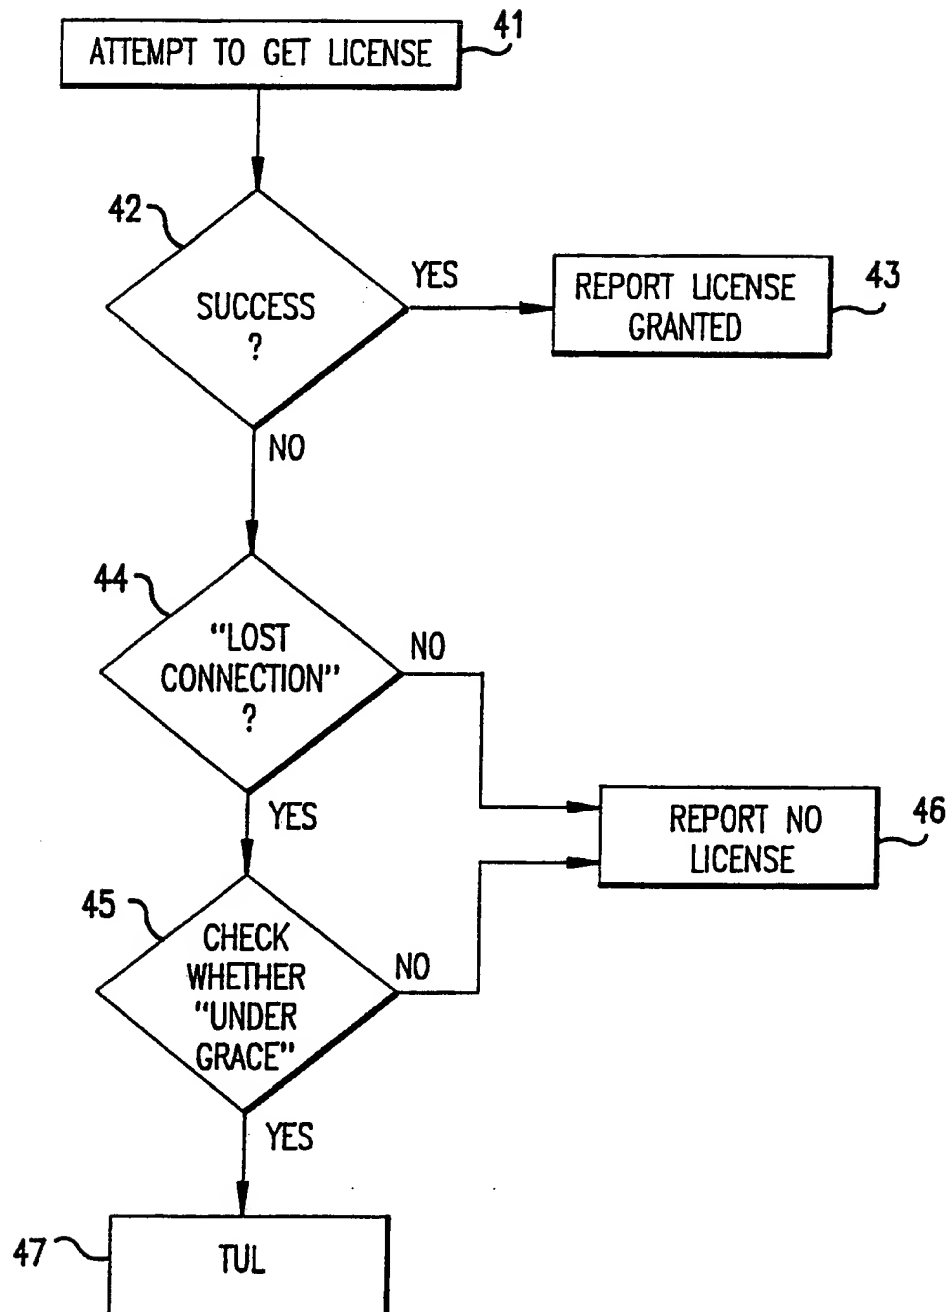 ATTEMPT TO GET LICENSE
41
42
SUCCESS
?
YES
REPORT LICENSE
GRANTED
43
NO
44
"LOST
CONNECTION"
?
NO
YES
REPORT NO
LICENSE
46
45
CHECK
WHETHER
"UNDER
GRACE"
NO
YES
47
TUL